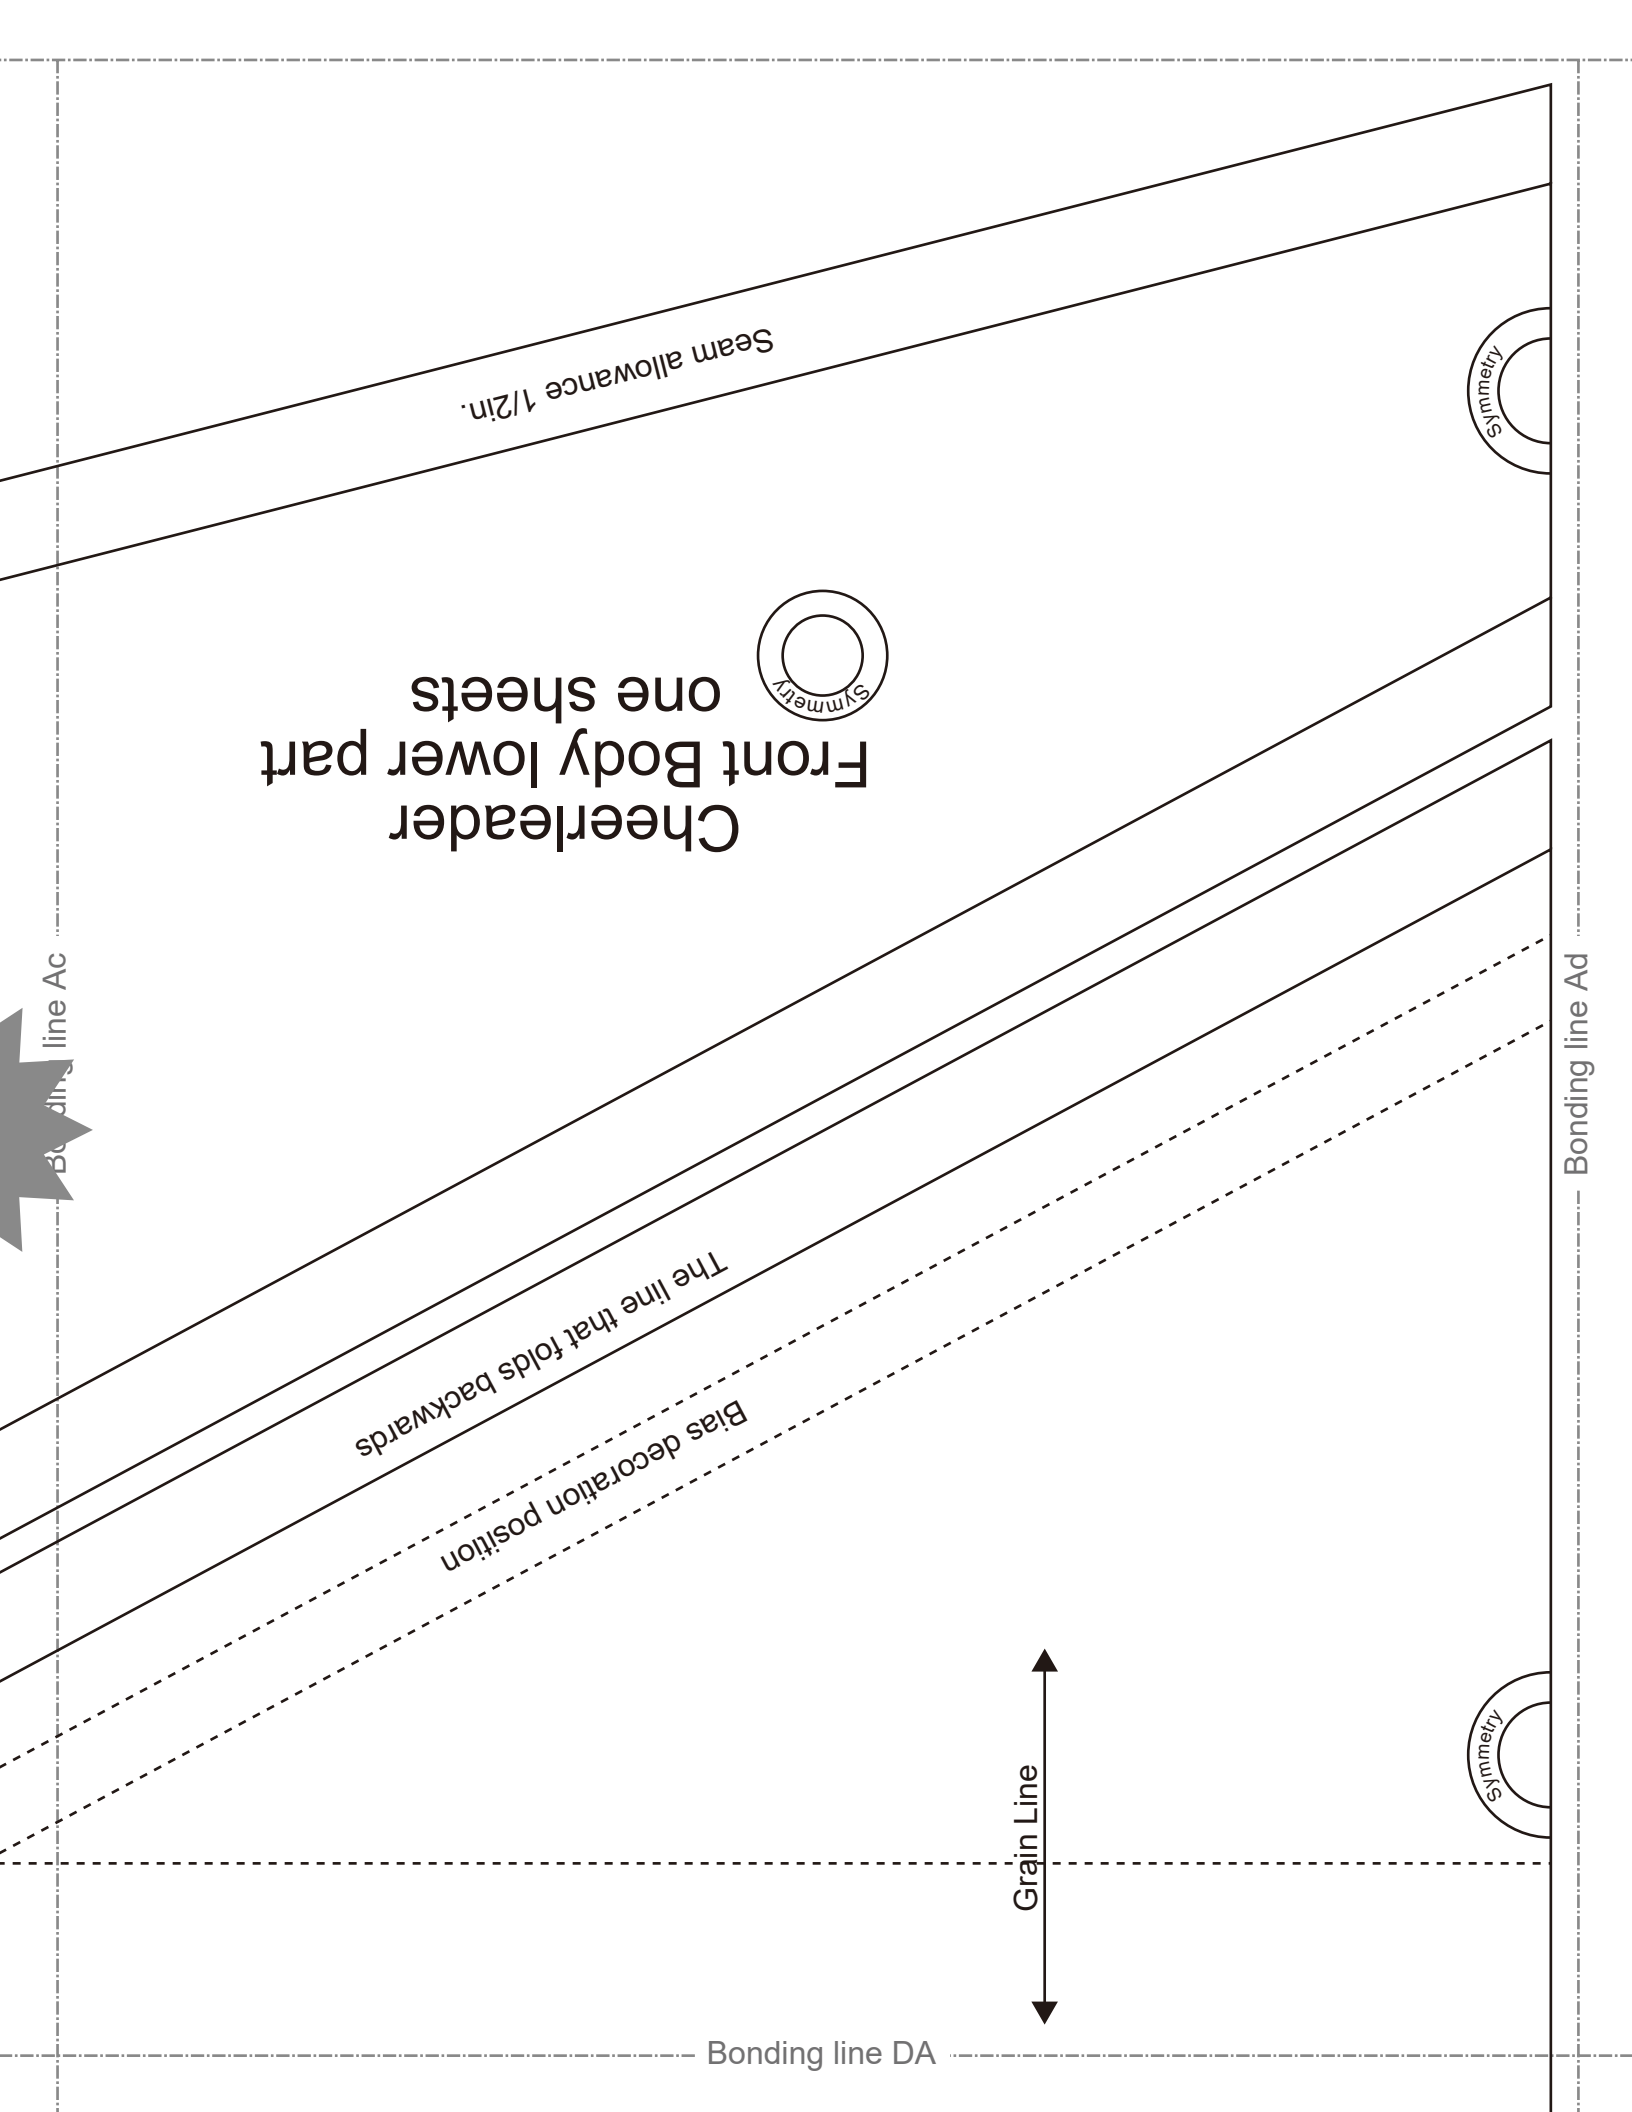 Seam allowance 1/2in.
Symmetry
Cheerleader
Front Body lower part
one sheets
Symmetry
Bonding line Ac
Bonding line Ad
The line that folds backwards
Bias decoration position
Symmetry
Grain Line
Bonding line DA